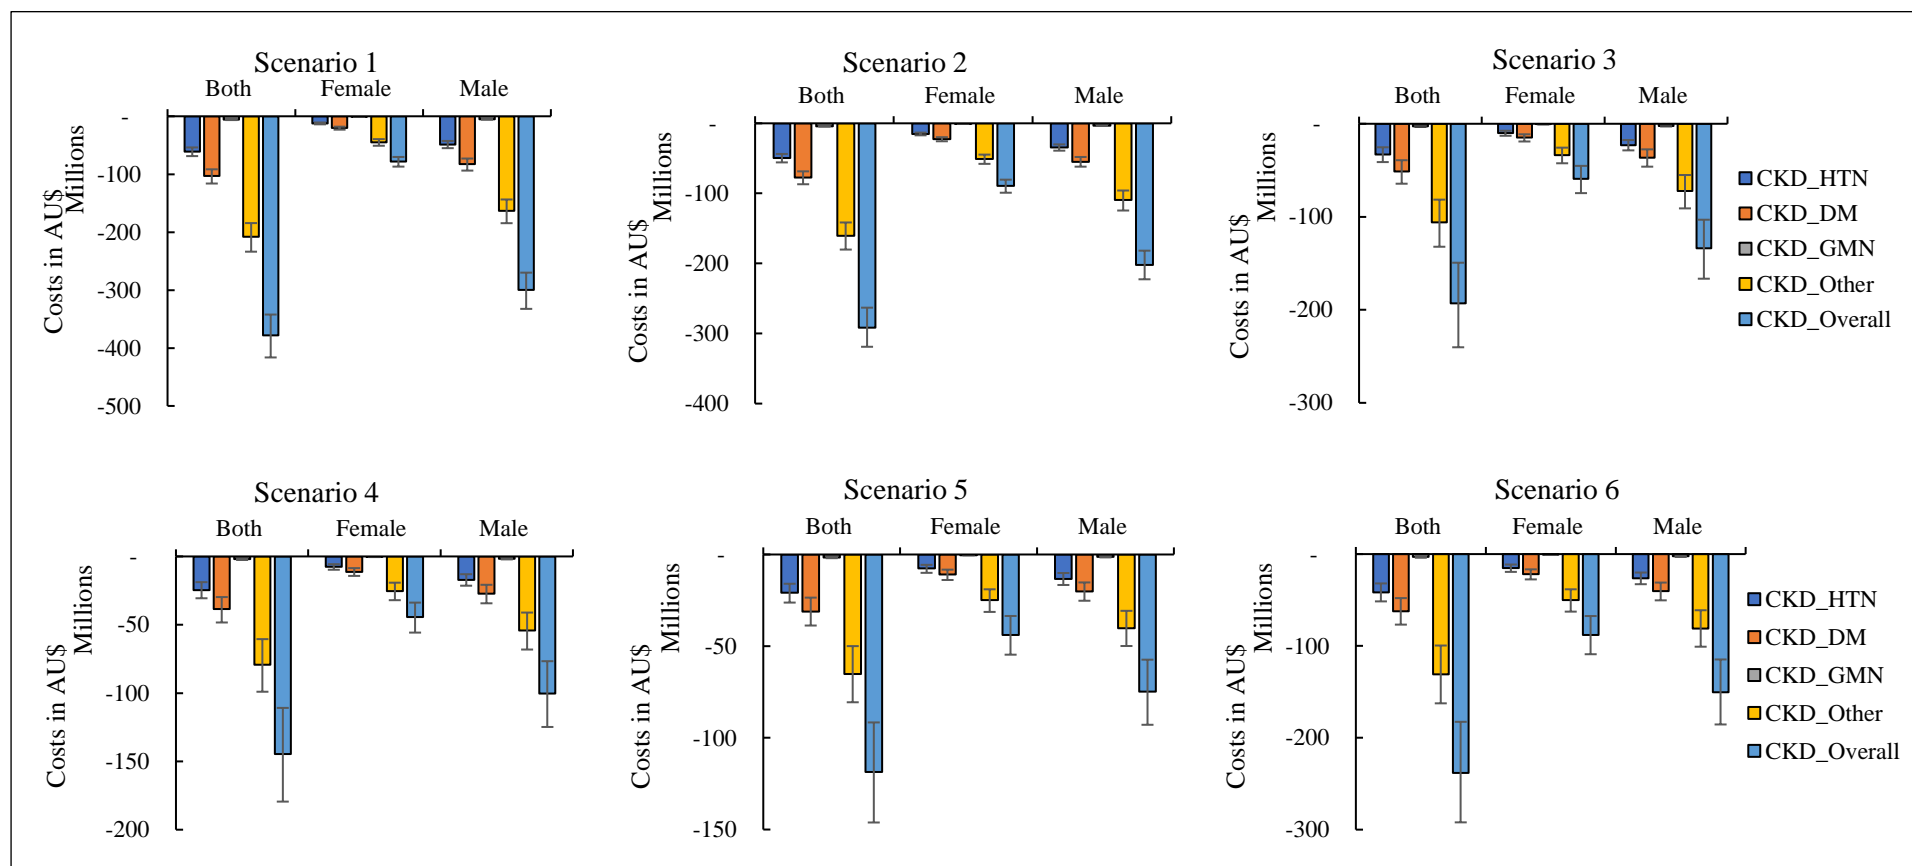 Scenario 1
Both Female Male
-
-100
-200
-300
-400
-500
Costs in AU$
Millions
Scenario 2
Both Female Male
-
-100
-200
-300
-400
Costs in AU$
Millions
Scenario 3
Both Female Male
-
-100
-200
-300
Costs in AU$
Millions
CKD_HTN
CKD_DM
CKD_GMN
CKD_Other
CKD_Overall
Scenario 4
Both Female Male
-
-50
-100
-150
-200
Costs in AU$
Millions
Scenario 5
Both Female Male
-
-50
-100
-150
Costs in AU$
Millions
Scenario 6
Both Female Male
-
-100
-200
-300
Costs in AU$
Millions
CKD_HTN
CKD_DM
CKD_GMN
CKD_Other
CKD_Overall